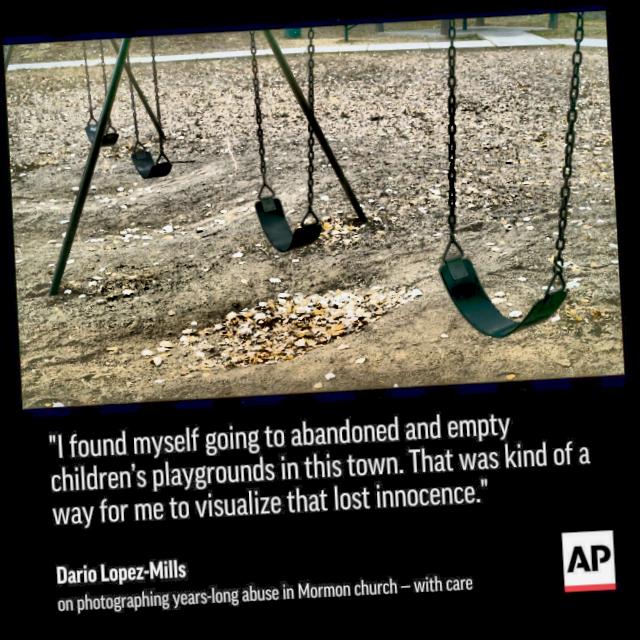 "I found myself going to abandoned and empty
children's playgrounds in this town. That was kind of a
way for me to visualize that lost innocence."
Dario Lopez-Mills
on photographing years-long abuse in Mormon church – with care
AP